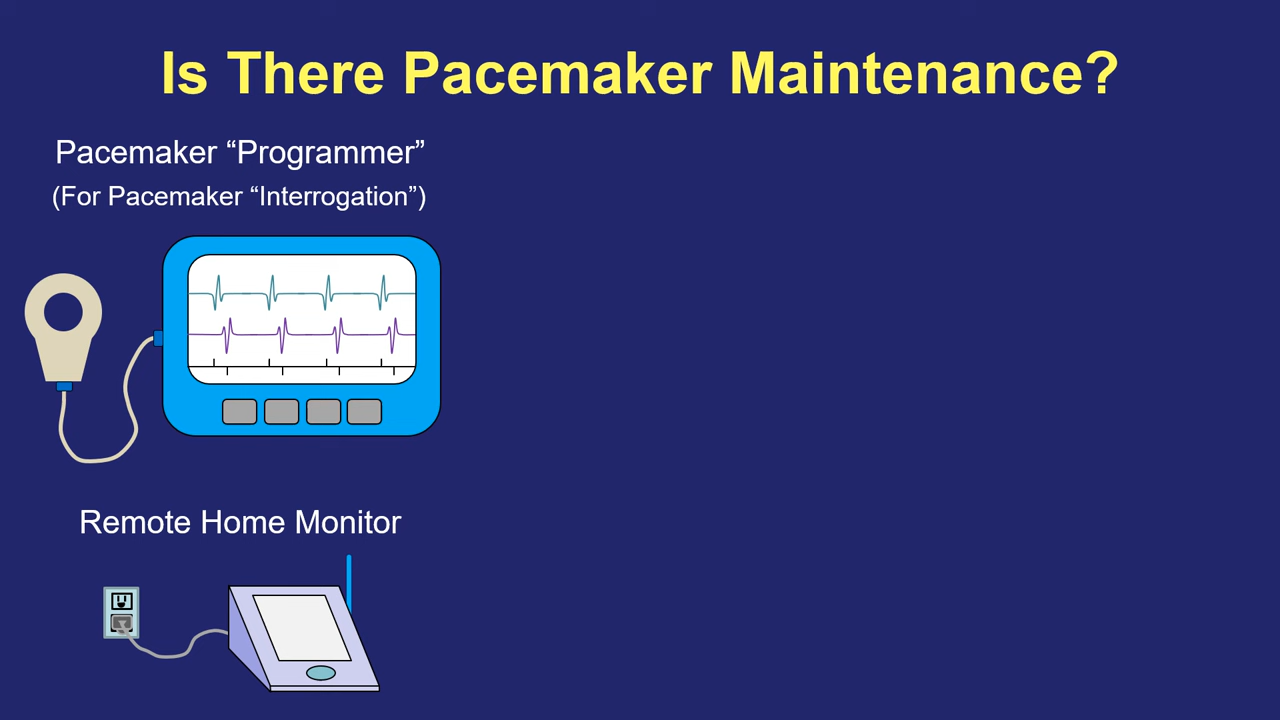 Is There Pacemaker Maintenance?
Pacemaker “Programmer”
(For Pacemaker “Interrogation”)
Remote Home Monitor